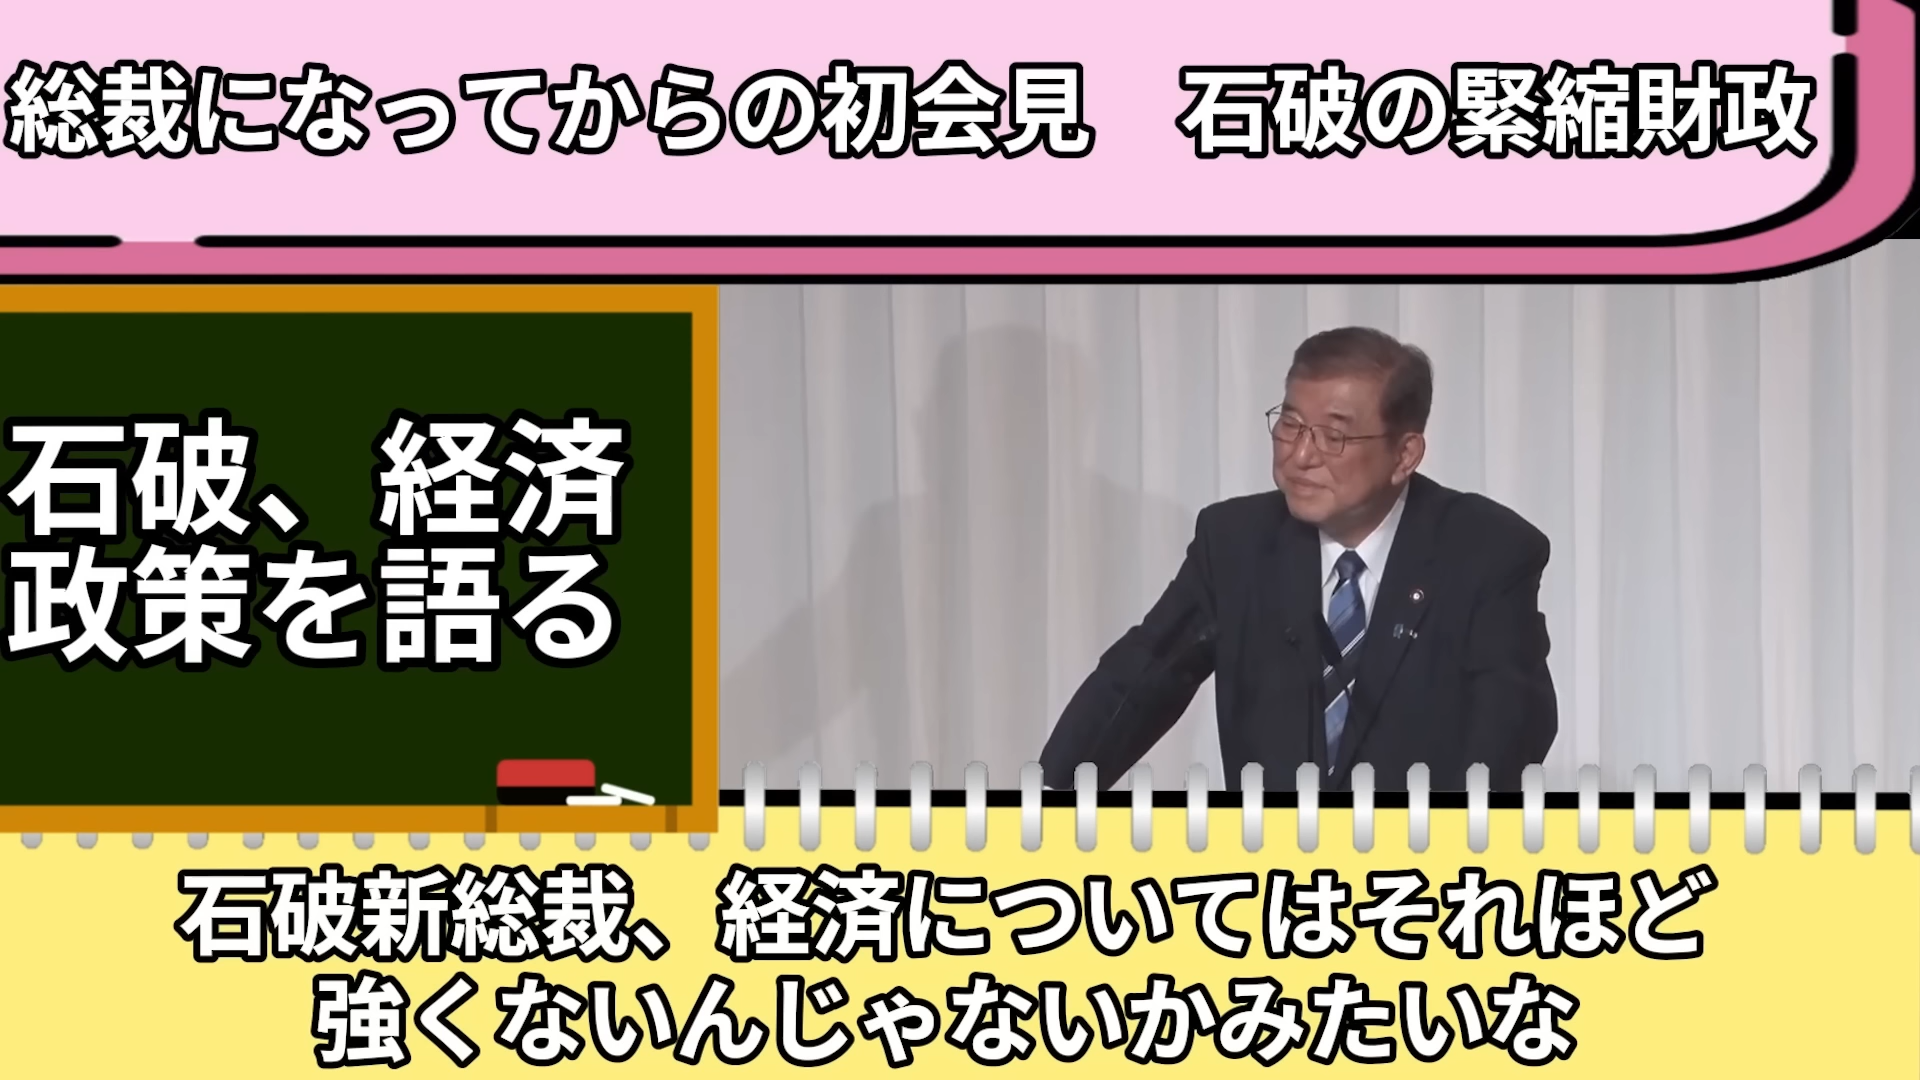 総裁になってからの初会見　石破の緊縮財政
石破、経済
政策を語る
石破新総裁、経済についてはそれほど
強くないんじゃないかみたいな